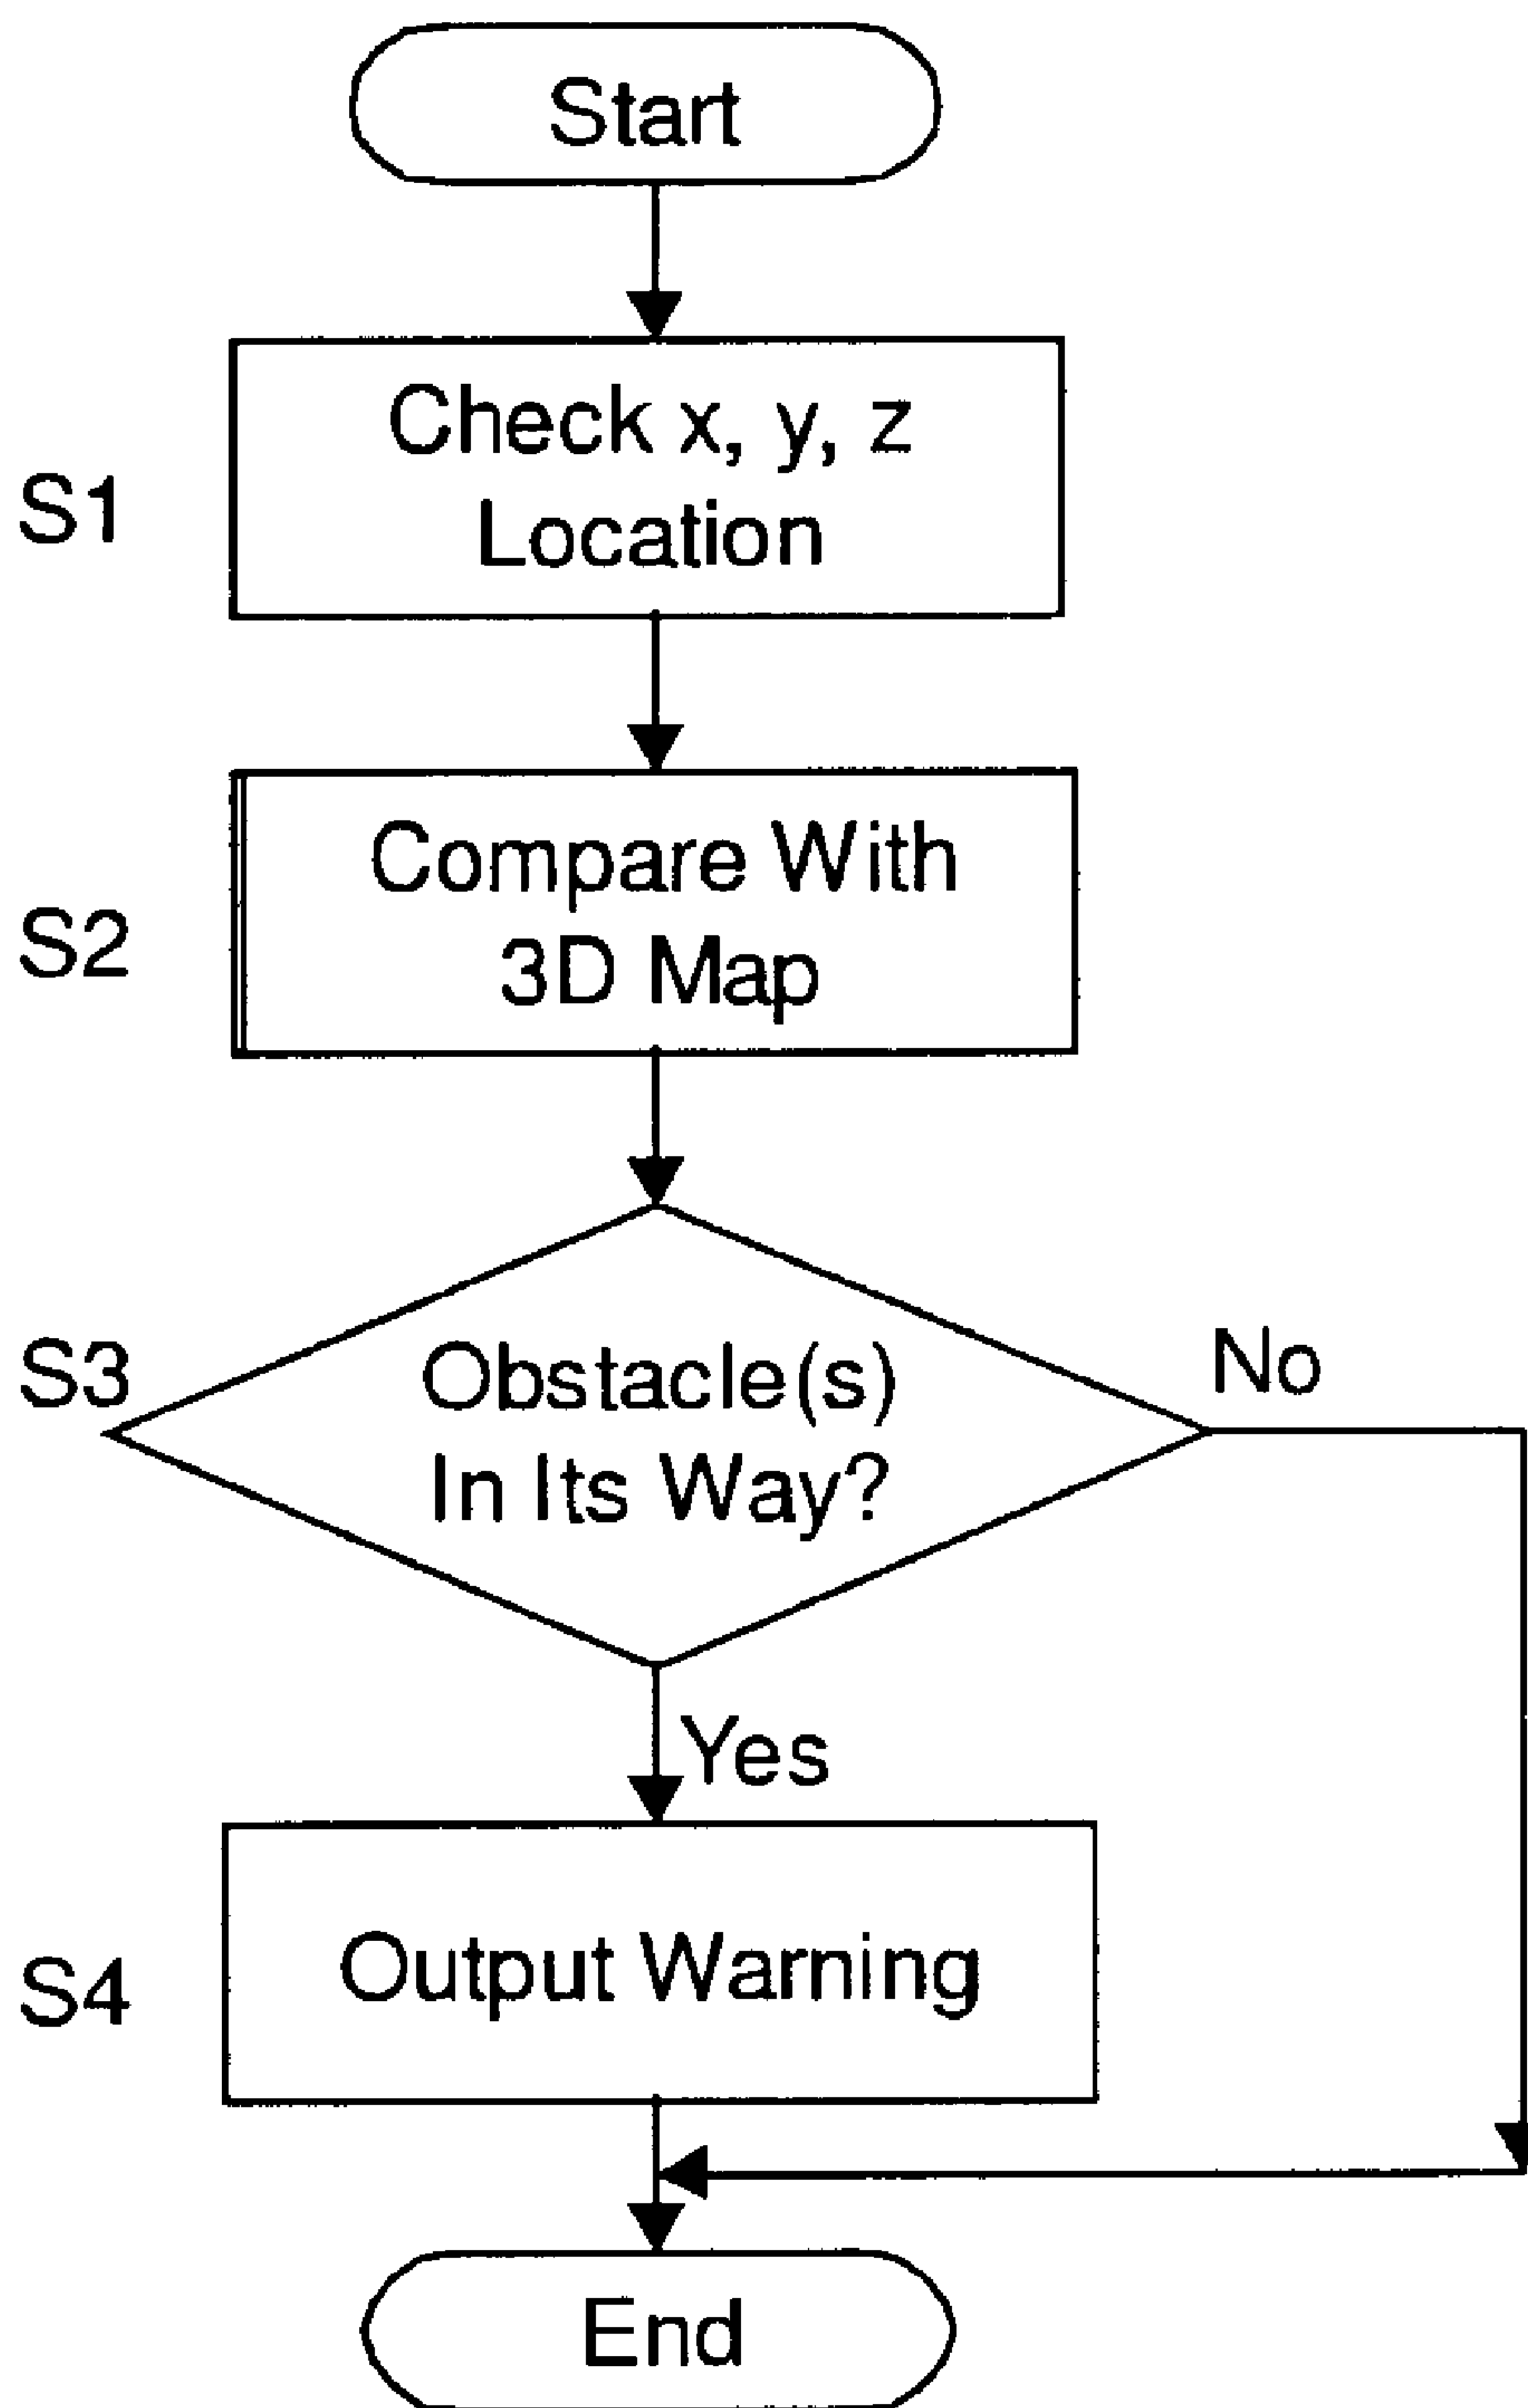 Start
S1
Check x, y, z
Location
S2
Compare With
3D Map
S3
Obstacle(s)
In Its Way?
No
Yes
S4
Output Warning
End